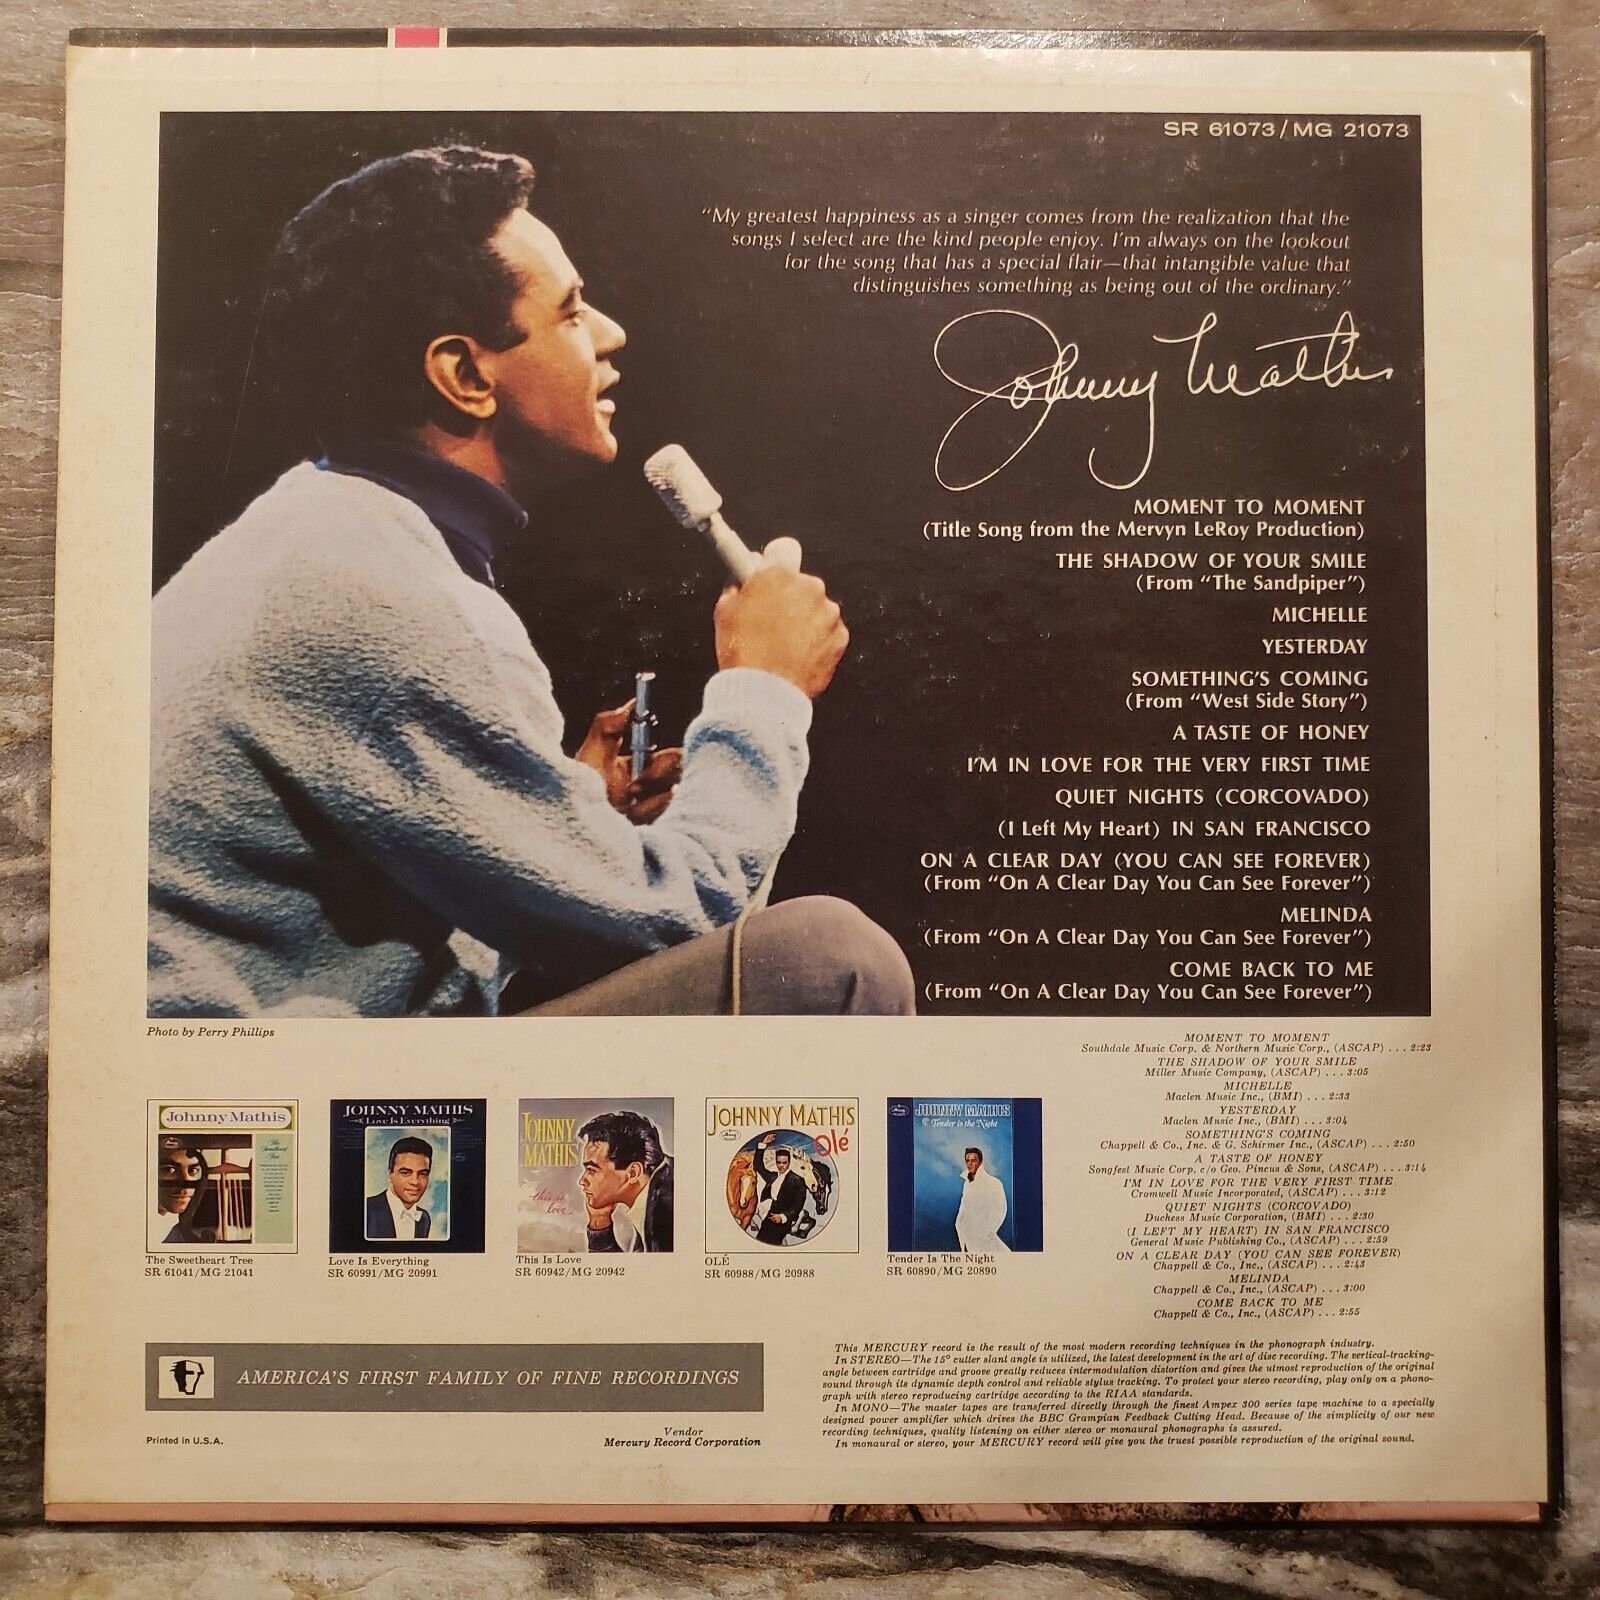 SR 61073/MG 21073
"My greatest happiness as a singer comes from the realization that the
songs I select are the kind people enjoy. I'm always on the lookout
for the song that has a special flair—that intangible value that
distinguishes something as being out of the ordinary."
Johnny Mathis
MOMENT TO MOMENT
(Title Song from the Mervyn LeRoy Production)
THE SHADOW OF YOUR SMILE
(From "The Sandpiper")
MICHELLE
YESTERDAY
SOMETHING'S COMING
(From "West Side Story")
A TASTE OF HONEY
I'M IN LOVE FOR THE VERY FIRST TIME
QUIET NIGHTS (CORCOVADO)
(I Left My Heart) IN SAN FRANCISCO
ON A CLEAR DAY (YOU CAN SEE FOREVER)
(From "On A Clear Day You Can See Forever")
MELINDA
(From "On A Clear Day You Can See Forever")
COME BACK TO ME
(From "On A Clear Day You Can See Forever")
Photo by Perry Phillips
MOMENT TO MOMENT
Southdale Music Corp. & Northern Music Corp., (ASCAP) . . . 2:23
THE SHADOW OF YOUR SMILE
Miller Music Company, (ASCAP) . . . 3:05
MICHELLE
Maclen Music Inc., (BMI) . . . 2:33
YESTERDAY
Maclen Music Inc., (BMI) . . . 3:04
SOMETHING'S COMING
Chappell & Co., Inc. & G. Schirmer Inc., (ASCAP) . . . 2:50
A TASTE OF HONEY
Songfest Music Corp. c/o Geo. Pincus & Sons, (ASCAP) . . . 3:14
I'M IN LOVE FOR THE VERY FIRST TIME
Cromwell Music Incorporated, (ASCAP) . . . 3:12
QUIET NIGHTS (CORCOVADO)
Duchess Music Corporation, (BMI) . . . 2:30
(I LEFT MY HEART) IN SAN FRANCISCO
General Music Publishing Co., (ASCAP) . . . 2:59
ON A CLEAR DAY (YOU CAN SEE FOREVER)
Chappell & Co., Inc., (ASCAP) . . . 2:43
MELINDA
Chappell & Co., Inc., (ASCAP) . . . 3:00
COME BACK TO ME
Chappell & Co., Inc., (ASCAP) . . . 2:55
Johnny Mathis
The Sweetheart Tree
The Sweetheart Tree
SR 61041/MG 21041
JOHNNY MATHIS
Love Is Everything
Love Is Everything
SR 60991/MG 20991
JOHNNY
MATHIS
this is
love
This Is Love
SR 60942/MG 20942
JOHNNY MATHIS
Olé
OLÉ
SR 60988/MG 20988
JOHNNY MATHIS
Tender is the Night
Tender Is The Night
SR 60890/MG 20890
AMERICA'S FIRST FAMILY OF FINE RECORDINGS
Printed in U.S.A.
Vendor
Mercury Record Corporation
This MERCURY record is the result of the most modern recording techniques in the phonograph industry.
In STEREO—The 15° cutter slant angle is utilized, the latest development in the art of disc recording. The vertical-tracking-
angle between cartridge and groove greatly reduces intermodulation distortion and gives the utmost reproduction of the original
sound through its dynamic depth control and reliable stylus tracking. To protect your stereo recording, play only on a phono-
graph with stereo reproducing cartridge according to the RIAA standards.
In MONO—The master tapes are transferred directly through the finest Ampex 300 series tape machine to a specially
designed power amplifier which drives the BBC Grampian Feedback Cutting Head. Because of the simplicity of our new
recording techniques, quality listening on either stereo or monaural phonographs is assured.
In monaural or stereo, your MERCURY record will give you the truest possible reproduction of the original sound.